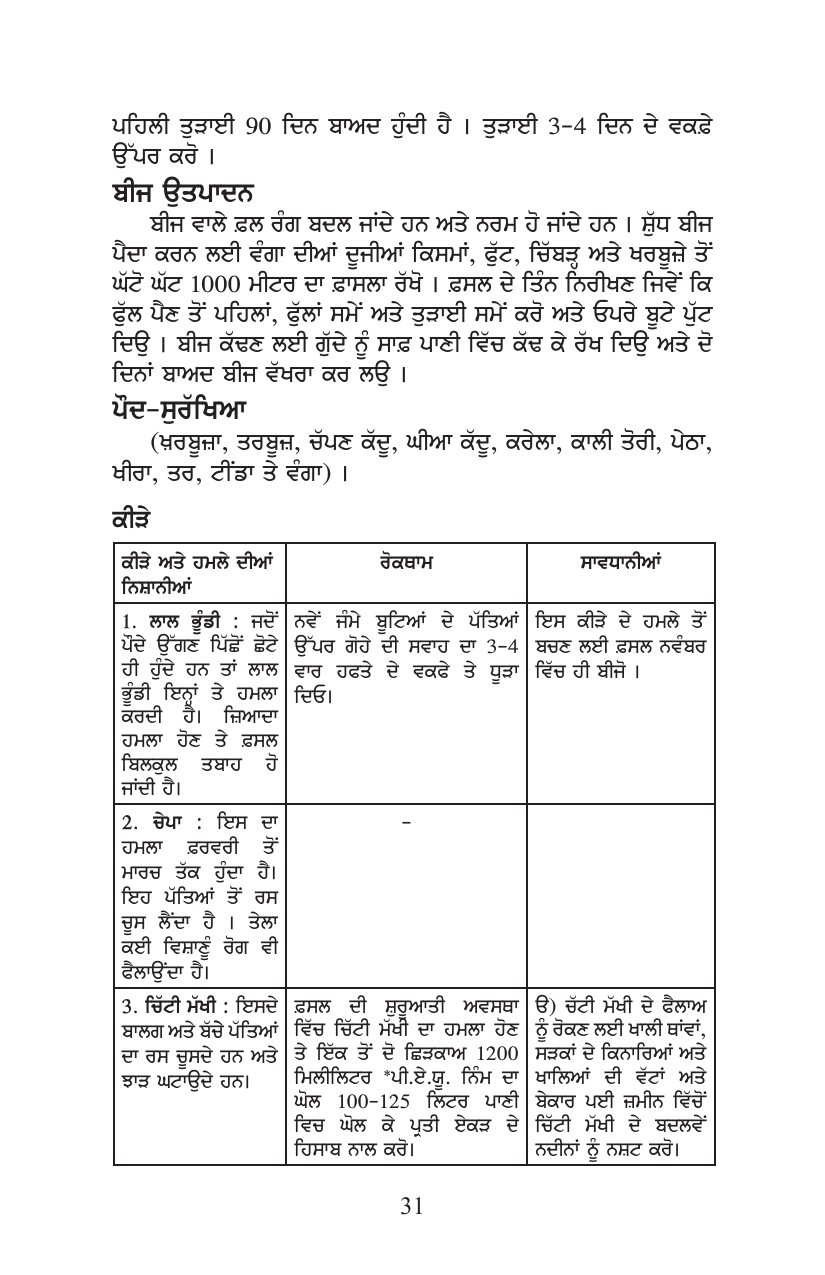 ਪਹਿਲੀ ਤੁੜਾਈ 90 ਦਿਨ ਬਾਅਦ ਹੁੰਦੀ ਹੈ । ਤੁੜਾਈ 3-4 ਦਿਨ ਦੇ ਵਕਫ਼ੇ
ਉੱਪਰ ਕਰੋ ।
ਬੀਜ ਉਤਪਾਦਨ
ਬੀਜ ਵਾਲੇ ਫ਼ਲ ਰੰਗ ਬਦਲ ਜਾਂਦੇ ਹਨ ਅਤੇ ਨਰਮ ਹੋ ਜਾਂਦੇ ਹਨ । ਸ਼ੁੱਧ ਬੀਜ
ਪੈਦਾ ਕਰਨ ਲਈ ਵੰਗਾ ਦੀਆਂ ਦੂਜੀਆਂ ਕਿਸਮਾਂ, ਫੁੱਟ, ਚਿੱਬੜ੍ਹ ਅਤੇ ਖਰਬੂਜ਼ੇ ਤੋਂ
ਘੱਟੋ ਘੱਟ 1000 ਮੀਟਰ ਦਾ ਫ਼ਾਸਲਾ ਰੱਖੋ । ਫ਼ਸਲ ਦੇ ਤਿੰਨ ਨਿਰੀਖਣ ਜਿਵੇਂ ਕਿ
ਫੁੱਲ ਪੈਣ ਤੋਂ ਪਹਿਲਾਂ, ਫੁੱਲਾਂ ਸਮੇਂ ਅਤੇ ਤੁੜਾਈ ਸਮੇਂ ਕਰੋ ਅਤੇ ਓਪਰੇ ਬੂਟੇ ਪੁੱਟ
ਦਿਉ । ਬੀਜ ਕੱਢਣ ਲਈ ਗੁੱਦੇ ਨੂੰ ਸਾਫ਼ ਪਾਣੀ ਵਿੱਚ ਕੱਢ ਕੇ ਰੱਖ ਦਿਉ ਅਤੇ ਦੋ
ਦਿਨਾਂ ਬਾਅਦ ਬੀਜ ਵੱਖਰਾ ਕਰ ਲਉ ।
ਪੌਦ-ਸੁਰੱਖਿਆ
(ਖ਼ਰਬੂਜ਼ਾ, ਤਰਬੂਜ਼, ਚੱਪਣ ਕੱਦੂ, ਘੀਆ ਕੱਦੂ, ਕਰੇਲਾ, ਕਾਲੀ ਤੋਰੀ, ਪੇਠਾ,
ਖੀਰਾ, ਤਰ, ਟੀਂਡਾ ਤੇ ਵੰਗਾ) ।
ਕੀੜੇ
ਕੀੜੇ ਅਤੇ ਹਮਲੇ ਦੀਆਂ
ਨਿਸ਼ਾਨੀਆਂ
ਰੋਕਥਾਮ
ਸਾਵਧਾਨੀਆਂ
1. ਲਾਲ ਭੂੰਡੀ : ਜਦੋਂ
ਪੌਦੇ ਉੱਗਣ ਪਿੱਛੋਂ ਛੋਟੇ
ਹੀ ਹੁੰਦੇ ਹਨ ਤਾਂ ਲਾਲ
ਭੂੰਡੀ ਇਨ੍ਹਾਂ ਤੇ ਹਮਲਾ
ਕਰਦੀ ਹੈ। ਜ਼ਿਆਦਾ
ਹਮਲਾ ਹੋਣ ਤੇ ਫ਼ਸਲ
ਬਿਲਕੁਲ ਤਬਾਹ ਹੋ
ਜਾਂਦੀ ਹੈ।
ਨਵੇਂ ਜੰਮੇ ਬੂਟਿਆਂ ਦੇ ਪੱਤਿਆਂ
ਉੱਪਰ ਗੋਹੇ ਦੀ ਸਵਾਹ ਦਾ 3-4
ਵਾਰ ਹਫਤੇ ਦੇ ਵਕਫੇ ਤੇ ਧੂੜਾ
ਦਿਓ।
ਇਸ ਕੀੜੇ ਦੇ ਹਮਲੇ ਤੋਂ
ਬਚਣ ਲਈ ਫ਼ਸਲ ਨਵੰਬਰ
ਵਿੱਚ ਹੀ ਬੀਜੋ ।
2. ਚੇਪਾ : ਇਸ ਦਾ
ਹਮਲਾ ਫ਼ਰਵਰੀ ਤੋਂ
ਮਾਰਚ ਤੱਕ ਹੁੰਦਾ ਹੈ।
ਇਹ ਪੱਤਿਆਂ ਤੋਂ ਰਸ
ਚੂਸ ਲੈਂਦਾ ਹੈ । ਤੇਲਾ
ਕਈ ਵਿਸ਼ਾਣੂੰ ਰੋਗ ਵੀ
ਫੈਲਾਉਂਦਾ ਹੈ।
-
3. ਚਿੱਟੀ ਮੱਖੀ : ਇਸਦੇ
ਬਾਲਗ ਅਤੇ ਬੱਚੇ ਪੱਤਿਆਂ
ਦਾ ਰਸ ਚੂਸਦੇ ਹਨ ਅਤੇ
ਝਾੜ ਘਟਾਉਦੇ ਹਨ।
ਫ਼ਸਲ ਦੀ ਸ਼ੁਰੂਆਤੀ ਅਵਸਥਾ
ਵਿੱਚ ਚਿੱਟੀ ਮੱਖੀ ਦਾ ਹਮਲਾ ਹੋਣ
ਤੇ ਇੱਕ ਤੋਂ ਦੋ ਛਿੜਕਾਅ 1200
ਮਿਲੀਲਿਟਰ *ਪੀ.ਏ.ਯੂ. ਨਿੰਮ ਦਾ
ਘੋਲ 100-125 ਲਿਟਰ ਪਾਣੀ
ਵਿਚ ਘੋਲ ਕੇ ਪ੍ਰਤੀ ਏਕੜ ਦੇ
ਹਿਸਾਬ ਨਾਲ ਕਰੋ।
ੳ) ਚੱਟੀ ਮੱਖੀ ਦੇ ਫੈਲਾਅ
ਨੂੰ ਰੋਕਣ ਲਈ ਖਾਲੀ ਥਾਂਵਾਂ,
ਸੜਕਾਂ ਦੇ ਕਿਨਾਰਿਆਂ ਅਤੇ
ਖਾਲਿਆਂ ਦੀ ਵੱਟਾਂ ਅਤੇ
ਬੇਕਾਰ ਪਈ ਜ਼ਮੀਨ ਵਿੱਚੋਂ
ਚਿੱਟੀ ਮੱਖੀ ਦੇ ਬਦਲਵੇਂ
ਨਦੀਨਾਂ ਨੂੰ ਨਸ਼ਟ ਕਰੋ।
31